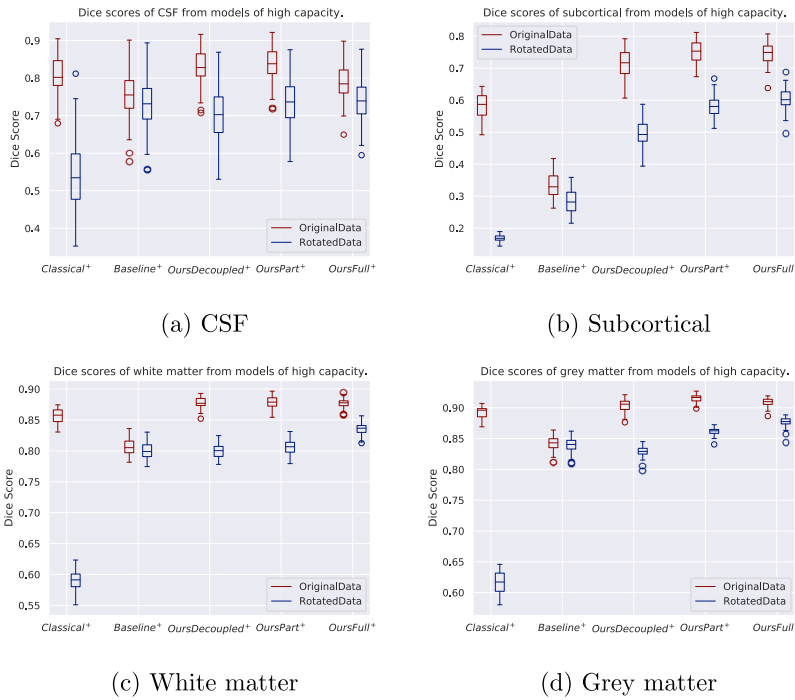 Dice scores of CSF from models of high capacity.
Dice Score
0.9
0.8
0.7
0.6
0.5
0.4
OriginalData
RotatedData
Classical⁺
Baseline⁺
OursDecoupled⁺
OursPart⁺
OursFull⁺
(a) CSF
Dice scores of subcortical from models of high capacity.
Dice Score
0.8
0.7
0.6
0.5
0.4
0.3
0.2
OriginalData
RotatedData
Classical⁺
Baseline⁺
OursDecoupled⁺
OursPart⁺
OursFull⁺
(b) Subcortical
Dice scores of white matter from models of high capacity.
Dice Score
0.90
0.85
0.80
0.75
0.70
0.65
0.60
0.55
OriginalData
RotatedData
Classical⁺
Baseline⁺
OursDecoupled⁺
OursPart⁺
OursFull⁺
(c) White matter
Dice scores of grey matter from models of high capacity.
Dice Score
0.90
0.85
0.80
0.75
0.70
0.65
0.60
OriginalData
RotatedData
Classical⁺
Baseline⁺
OursDecoupled⁺
OursPart⁺
OursFull⁺
(d) Grey matter